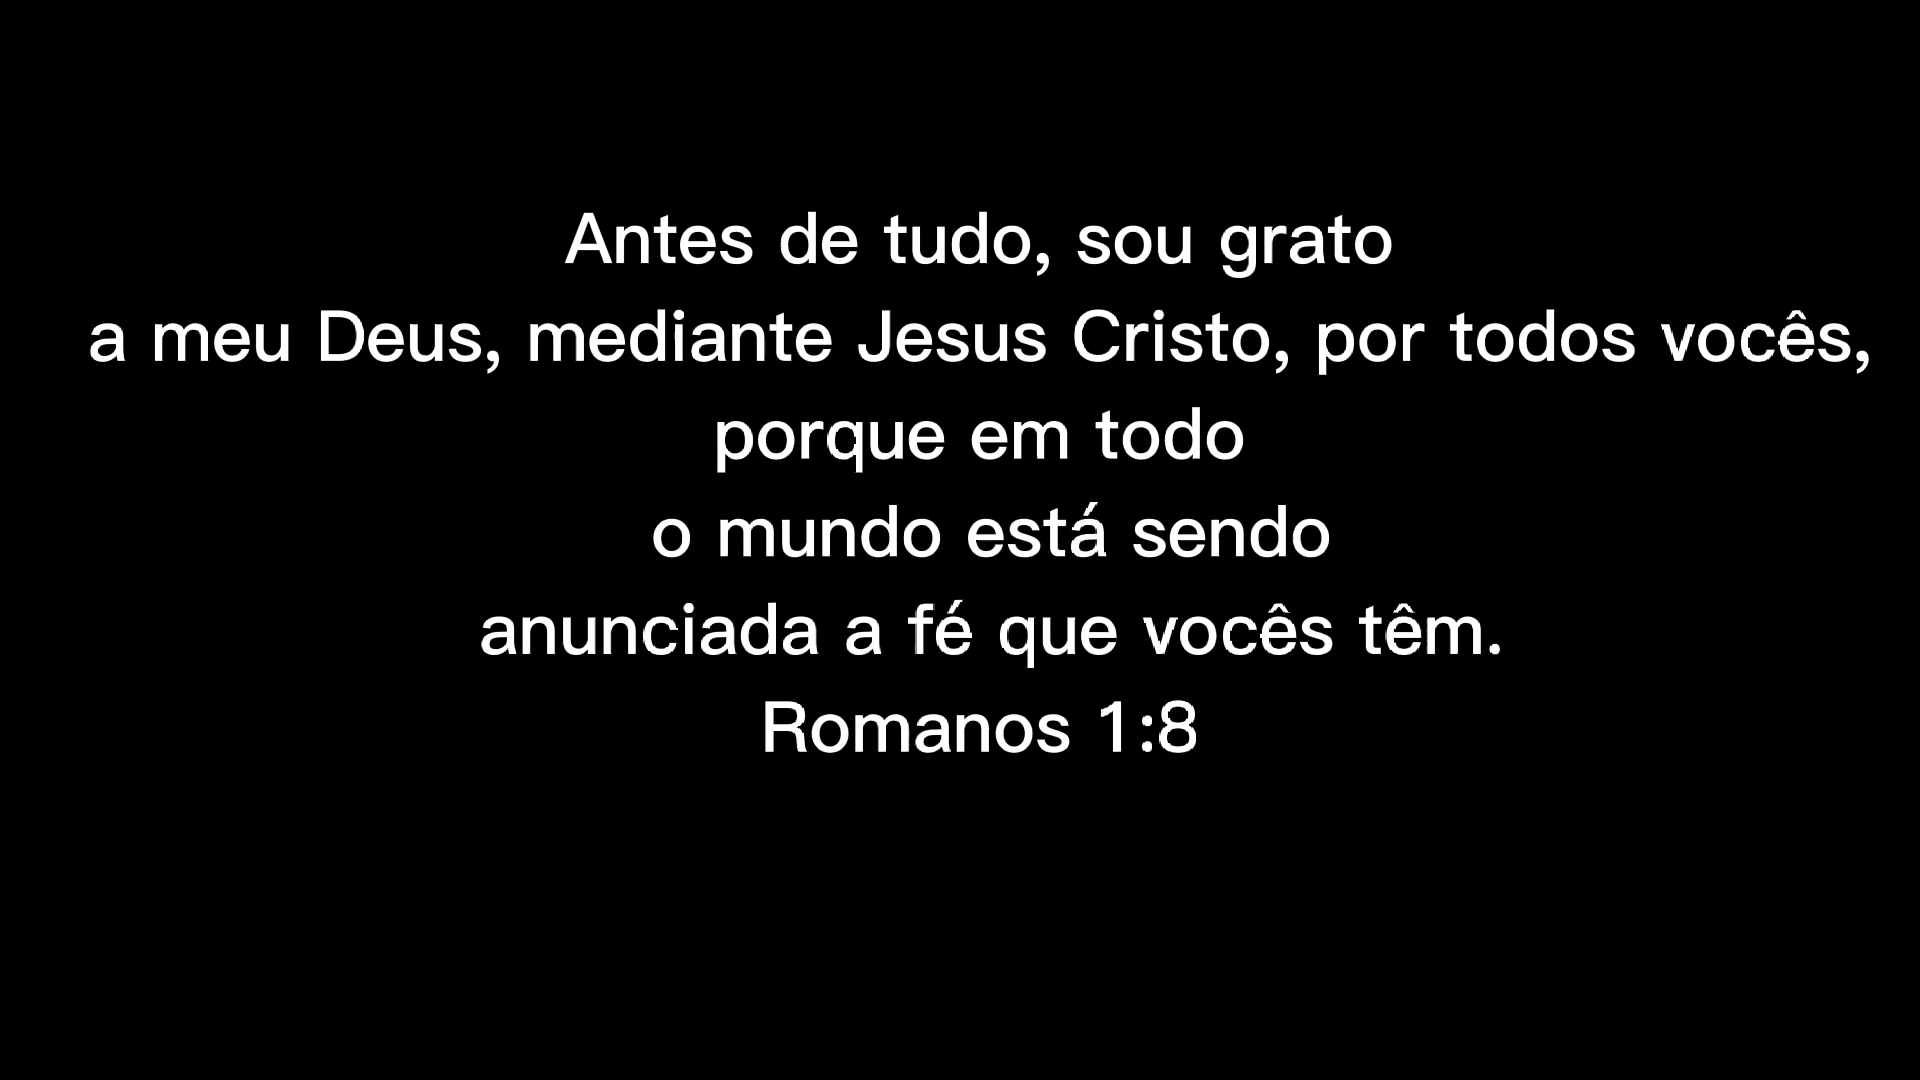 Antes de tudo, sou grato
a meu Deus, mediante Jesus Cristo, por todos vocês,
porque em todo
o mundo está sendo
anunciada a fé que vocês têm.
Romanos 1:8